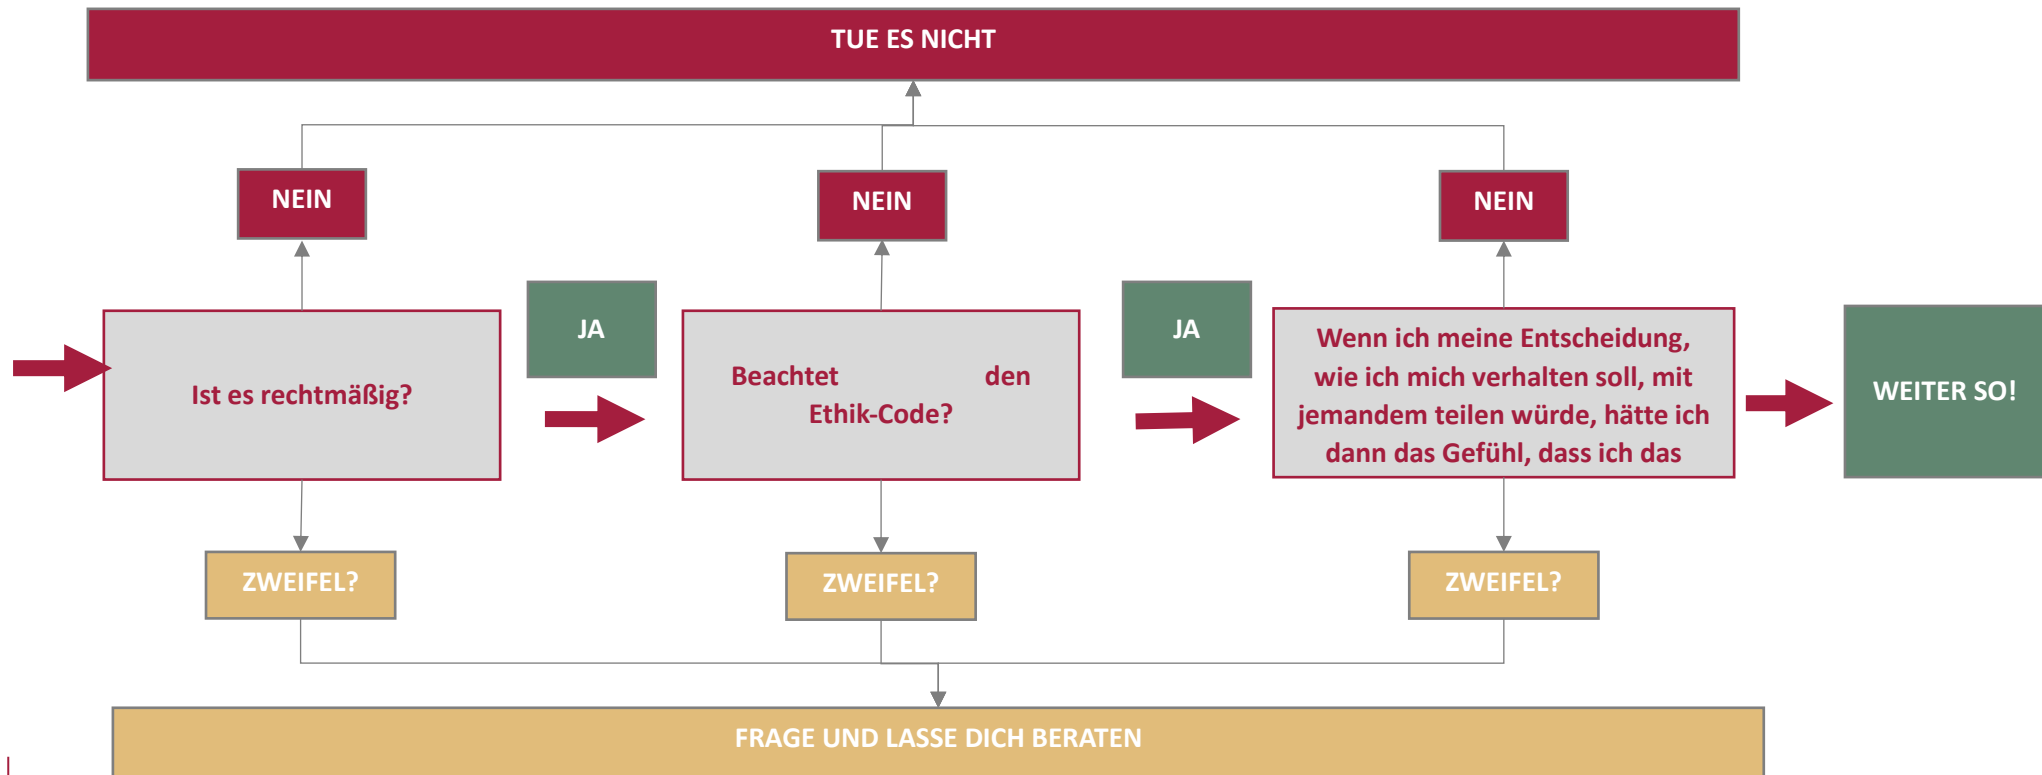 TUE ES NICHT
NEIN
NEIN
NEIN
JA
JA
Ist es rechtmäßig?
Beachtet den
Ethik-Code?
Wenn ich meine Entscheidung,
wie ich mich verhalten soll, mit
jemandem teilen würde, hätte ich
dann das Gefühl, dass ich das
WEITER SO!
ZWEIFEL?
ZWEIFEL?
ZWEIFEL?
FRAGE UND LASSE DICH BERATEN